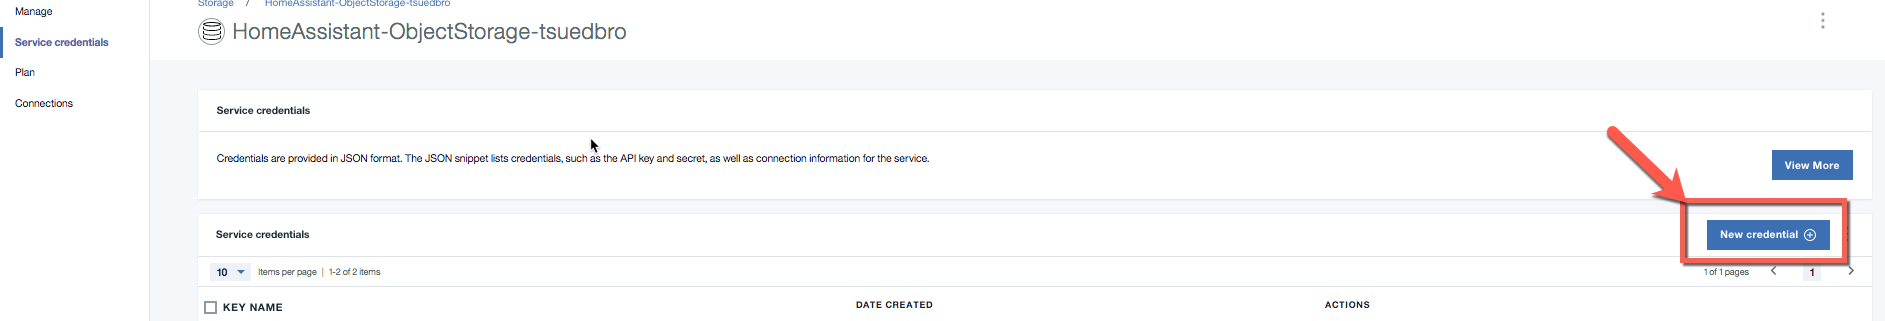 Storage / HomeAssistant-ObjectStorage-tsuedbro
Manage
Service credentials
Plan
Connections
HomeAssistant-ObjectStorage-tsuedbro
Service credentials
Credentials are provided in JSON format. The JSON snippet lists credentials, such as the API key and secret, as well as connection information for the service.
View More
Service credentials
New credential
10 Items per page | 1-2 of 2 items
1 of 1 pages < 1 >
KEY NAME DATE CREATED ACTIONS